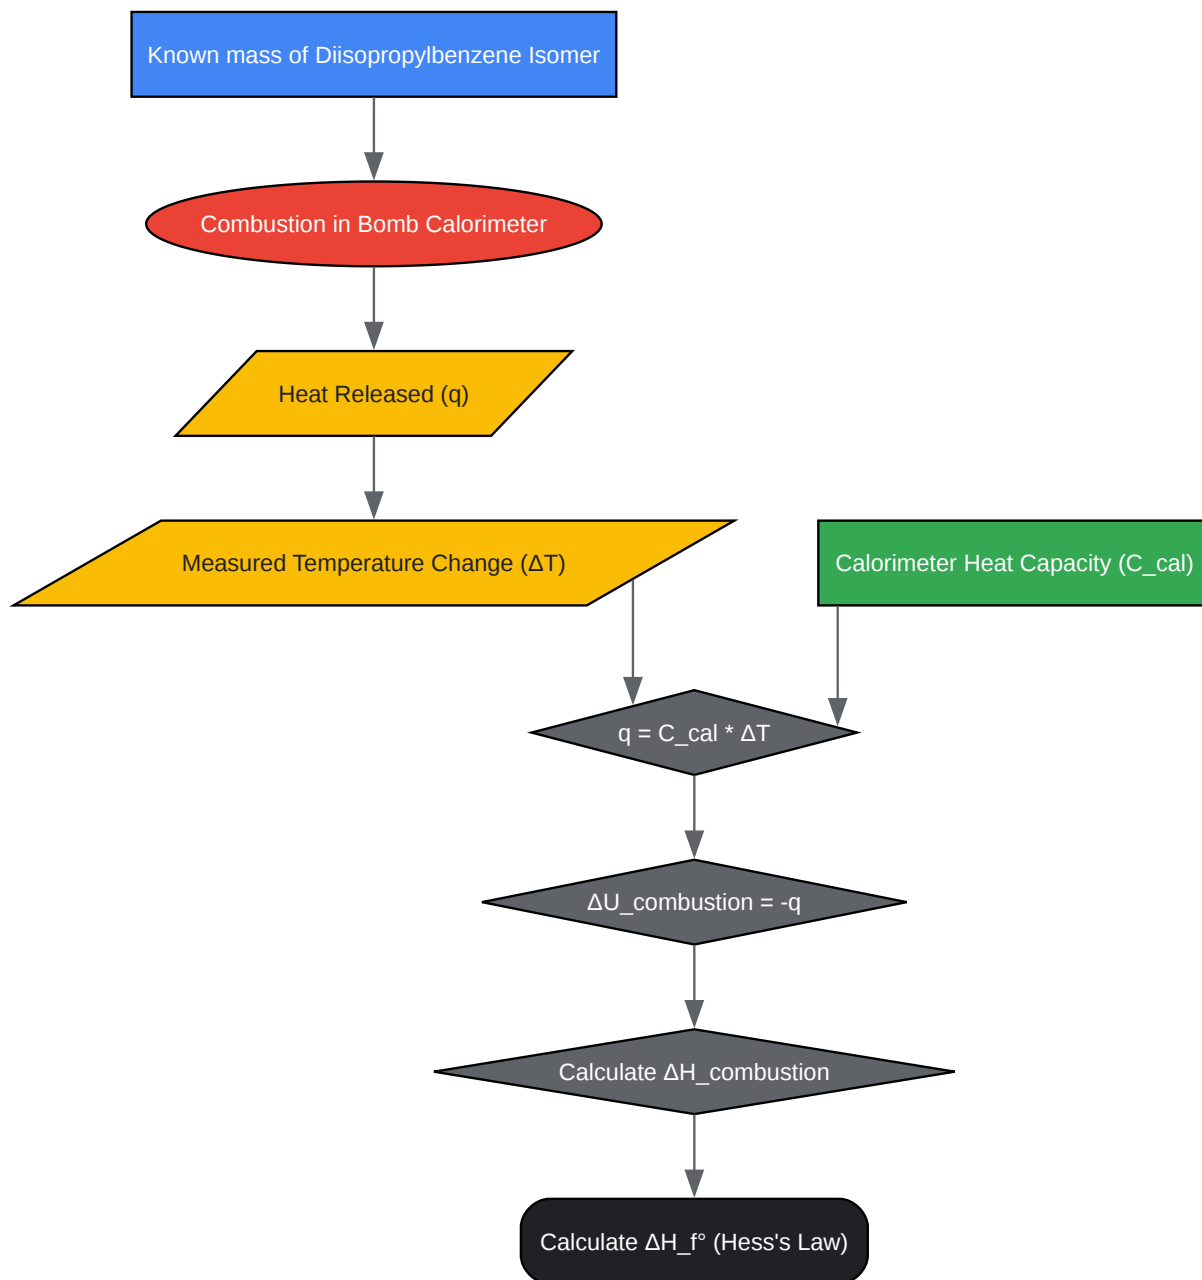 Known mass of Diisopropylbenzene Isomer
Combustion in Bomb Calorimeter
Heat Released (q)
Measured Temperature Change (ΔT)
Calorimeter Heat Capacity (C_cal)
q = C_cal * ΔT
ΔU_combustion = -q
Calculate ΔH_combustion
Calculate ΔH_f° (Hess's Law)